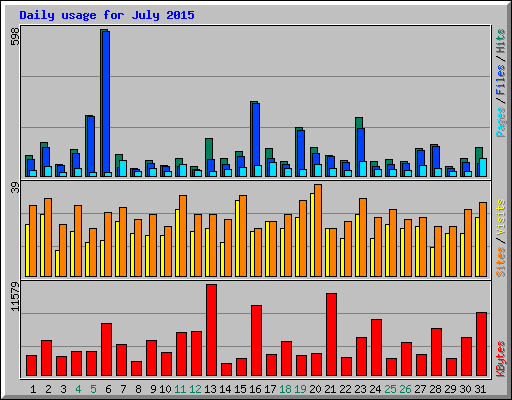 Daily usage for July 2015
598
Pages / Files / Hits
39
Sites / Visits
11579
KBytes
1 2 3 4 5 6 7 8 9 10 11 12 13 14 15 16 17 18 19 20 21 22 23 24 25 26 27 28 29 30 31